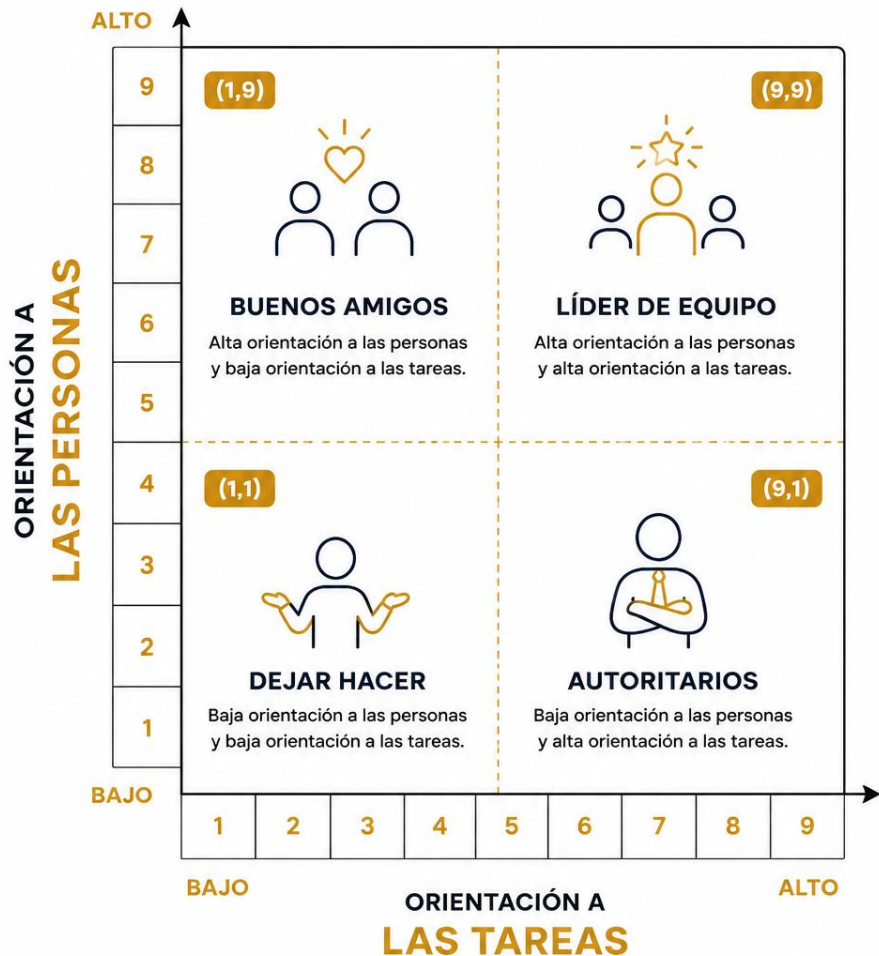 ALTO
9
8
7
6
5
4
3
2
1
BAJO
ORIENTACIÓN A
LAS PERSONAS
(1,9)
BUENOS AMIGOS
Alta orientación a las personas
y baja orientación a las tareas.
(9,9)
LÍDER DE EQUIPO
Alta orientación a las personas
y alta orientación a las tareas.
(1,1)
DEJAR HACER
Baja orientación a las personas
y baja orientación a las tareas.
(9,1)
AUTORITARIOS
Baja orientación a las personas
y alta orientación a las tareas.
1 2 3 4 5 6 7 8 9
BAJO
ALTO
ORIENTACIÓN A
LAS TAREAS